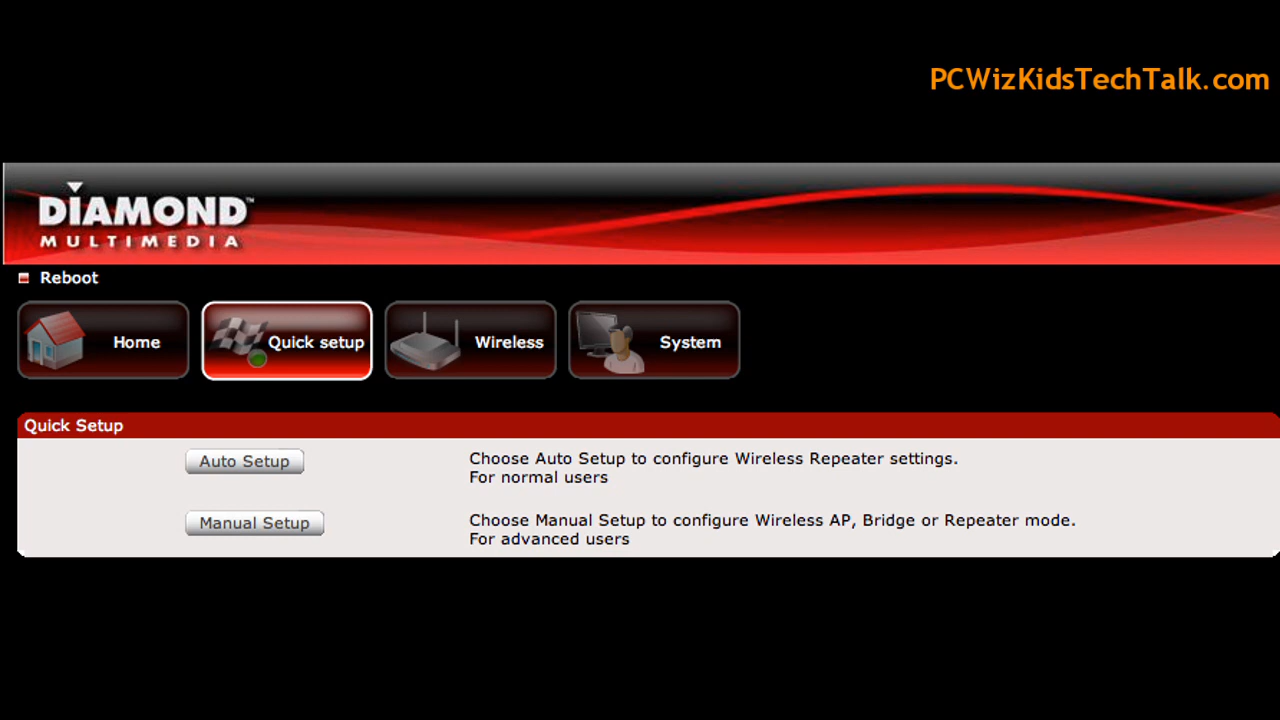 PCWizKidsTechTalk.com
DIAMOND™
MULTIMEDIA
Reboot
Home
Quick setup
Wireless
System
Quick Setup
Auto Setup
Choose Auto Setup to configure Wireless Repeater settings.
For normal users
Manual Setup
Choose Manual Setup to configure Wireless AP, Bridge or Repeater mode.
For advanced users